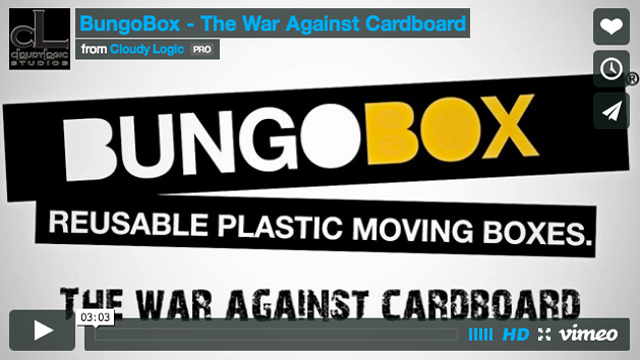 BungoBox - The War Against Cardboard
from Cloudy Logic PRO
cL
CLOUDYLOGIC
STUDIOS
BUNGOBOX®
REUSABLE PLASTIC MOVING BOXES.
THE WAR AGAINST CARDBOARD
03:03
HD vimeo